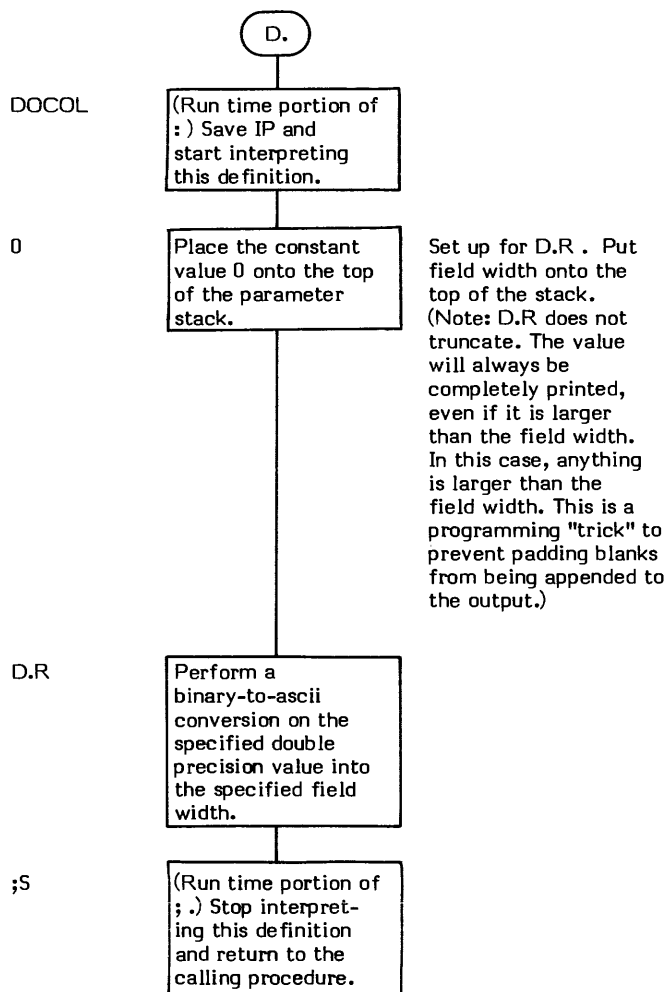 D.
DOCOL
(Run time portion of
: ) Save IP and
start interpreting
this definition.
0
Place the constant
value 0 onto the top
of the parameter
stack.
Set up for D.R . Put
field width onto the
top of the stack.
(Note: D.R does not
truncate. The value
will always be
completely printed,
even if it is larger
than the field width.
In this case, anything
is larger than the
field width. This is a
programming "trick" to
prevent padding blanks
from being appended to
the output.)
D.R
Perform a
binary-to-ascii
conversion on the
specified double
precision value into
the specified field
width.
;S
(Run time portion of
; .) Stop interpret-
ing this definition
and return to the
calling procedure.